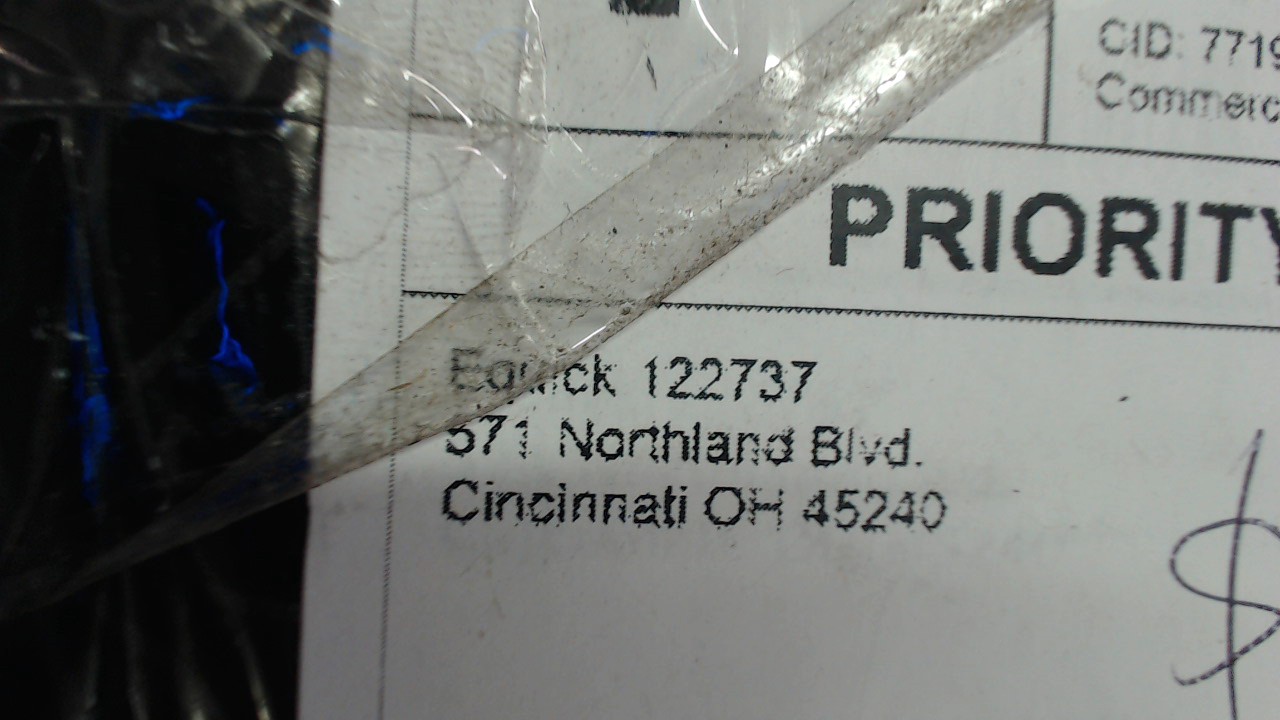 CID: 7719
Commerc
PRIORITY
122737
571 Northland Blvd.
Cincinnati OH 45240
$